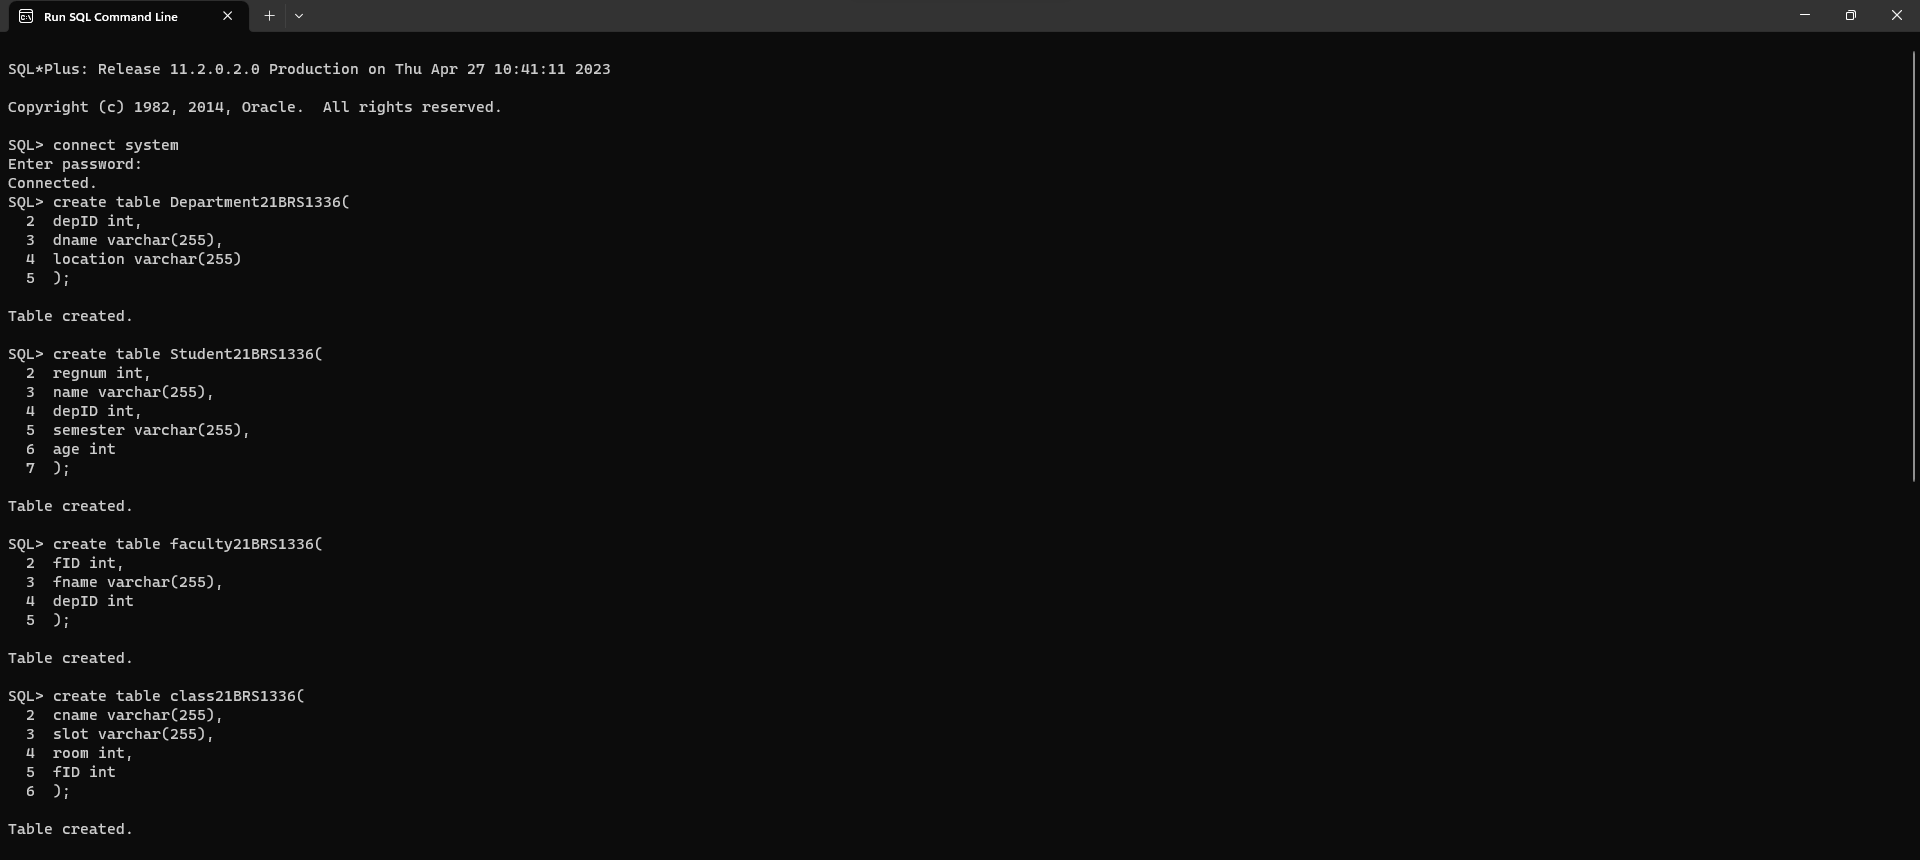 Run SQL Command Line
SQL*Plus: Release 11.2.0.2.0 Production on Thu Apr 27 10:41:11 2023
Copyright (c) 1982, 2014, Oracle.  All rights reserved.
SQL> connect system
Enter password:
Connected.
SQL> create table Department21BRS1336(
  2  depID int,
  3  dname varchar(255),
  4  location varchar(255)
  5  );
Table created.
SQL> create table Student21BRS1336(
  2  regnum int,
  3  name varchar(255),
  4  depID int,
  5  semester varchar(255),
  6  age int
  7  );
Table created.
SQL> create table faculty21BRS1336(
  2  fID int,
  3  fname varchar(255),
  4  depID int
  5  );
Table created.
SQL> create table class21BRS1336(
  2  cname varchar(255),
  3  slot varchar(255),
  4  room int,
  5  fID int
  6  );
Table created.